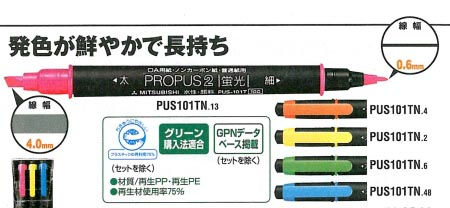 発色が鮮やかで長持ち
線幅
0.6mm
OA用紙・ノンカーボン紙・普通紙用
太 PROPUS 2 蛍光 細
MITSUBISHI 水性・顔料 PUS-101T
PUS101TN.13
線幅
4.0mm
プラスチックの再利用75%
グリーン
購入法適合
(セットを除く)
GPNデータ
ベース掲載
(セットを除く)
●材質/再生PP・再生PE
●再生材使用率75%
PUS101TN.4
PUS101TN.2
PUS101TN.6
PUS101TN.48